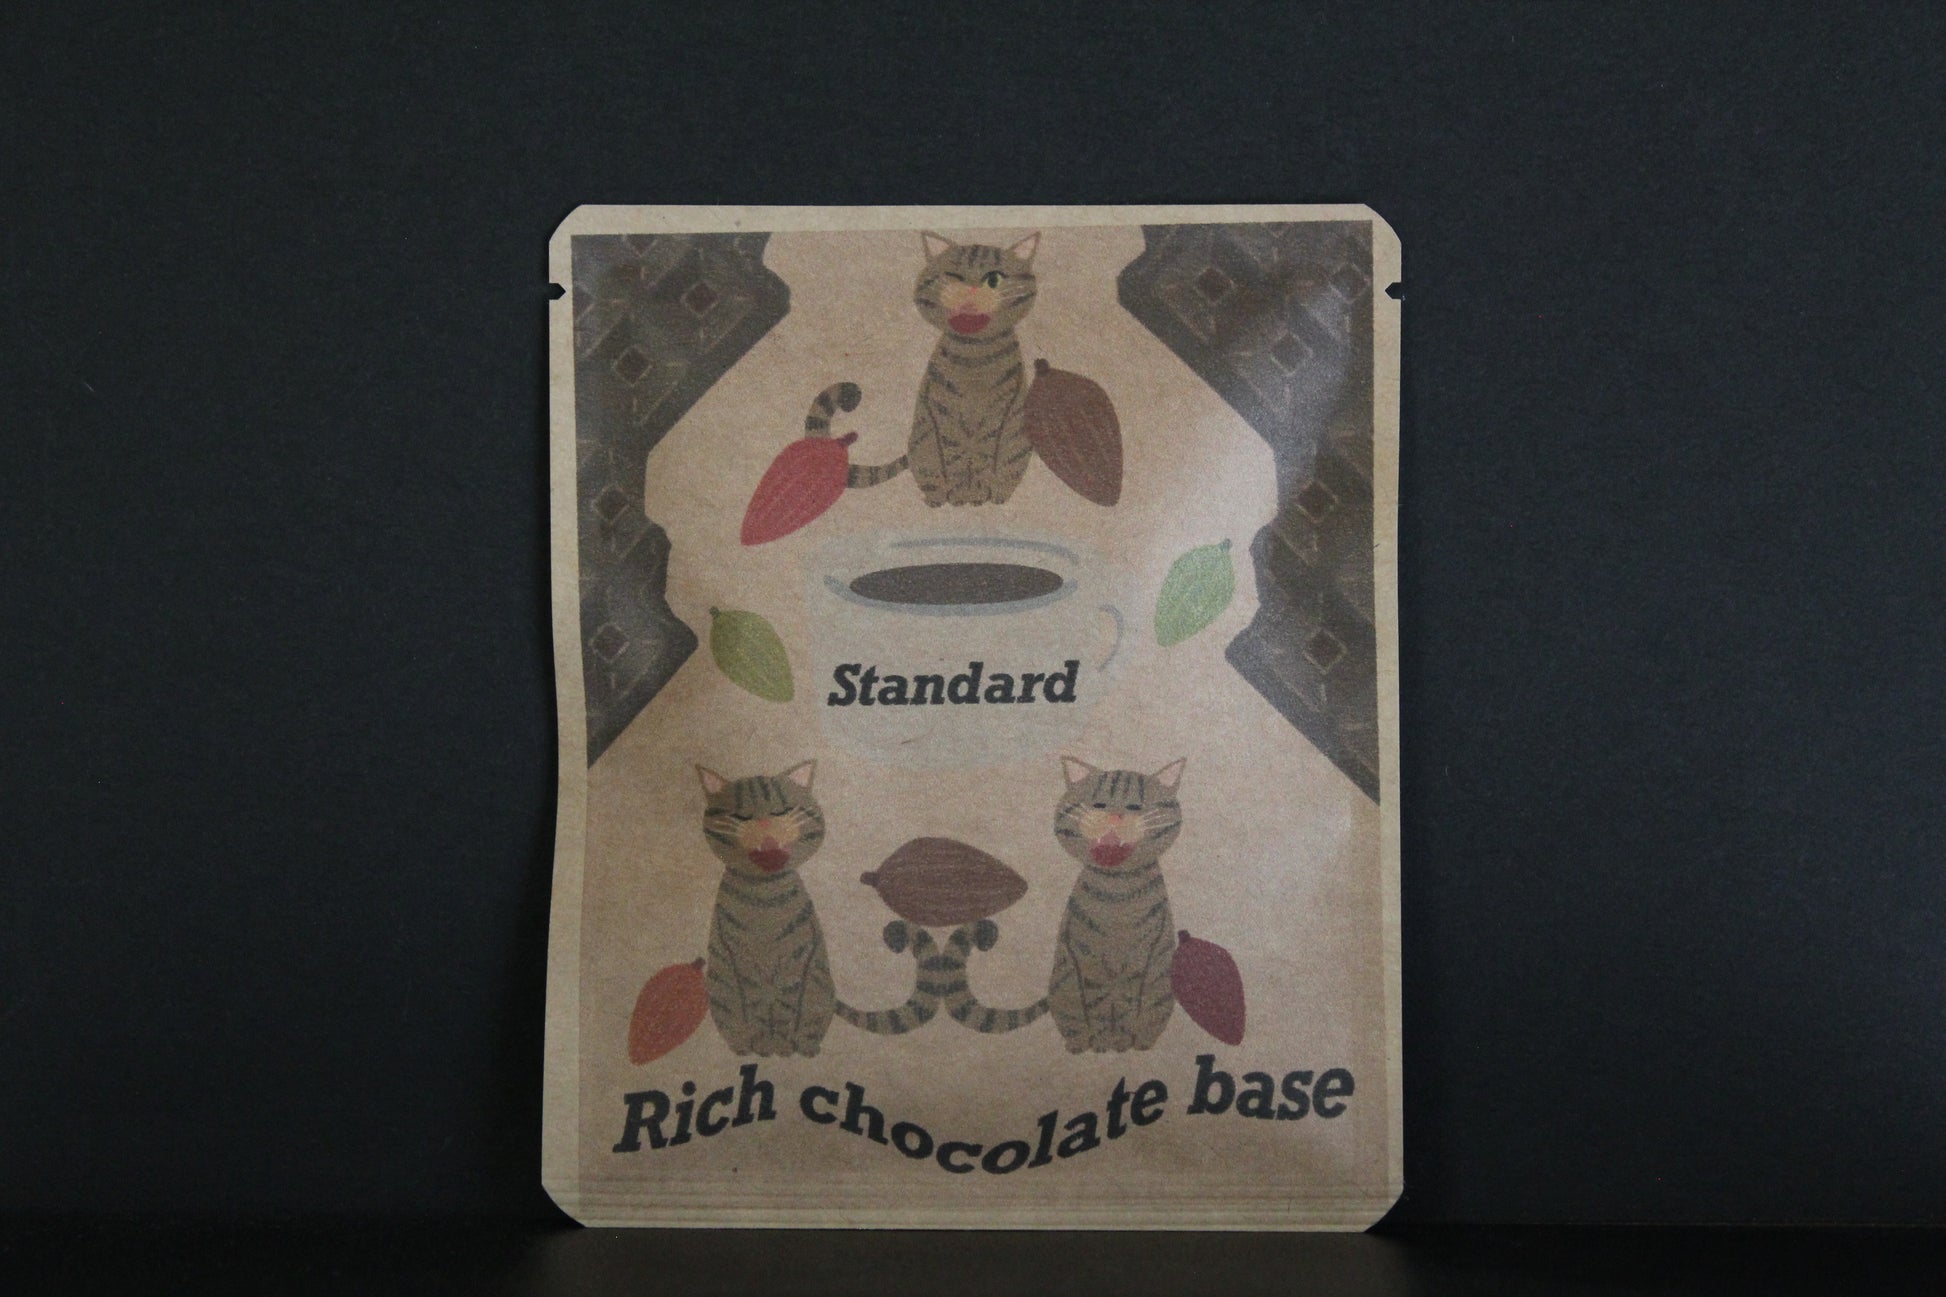 Standard
Rich chocolate base